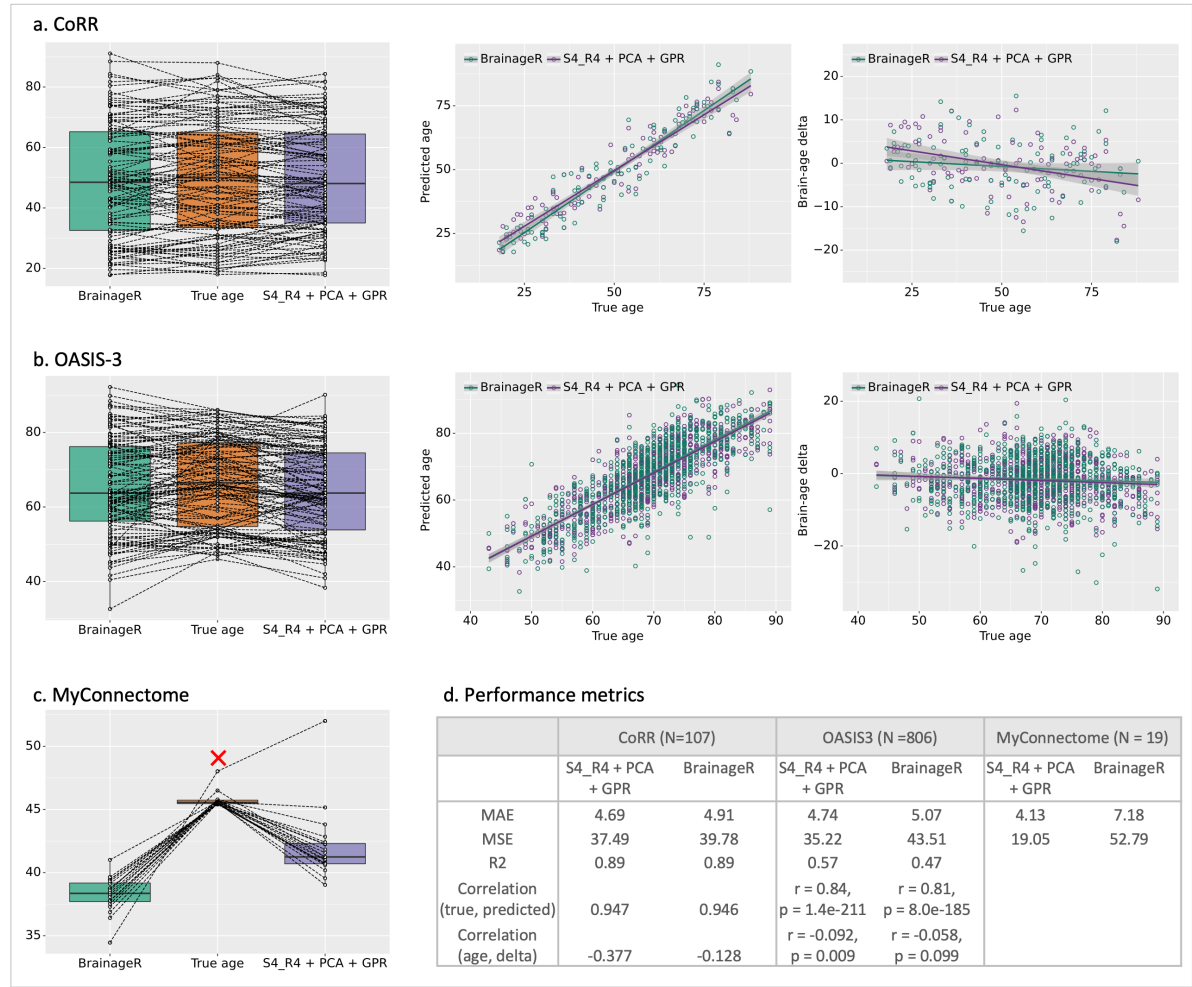 a. CoRR
80
60
40
20
BrainageR True age S4_R4 + PCA + GPR
BrainageR S4_R4 + PCA + GPR
Predicted age
75
50
25
25 50 75
True age
BrainageR S4_R4 + PCA + GPR
Brain-age delta
20
10
0
−10
−20
25 50 75
True age
b. OASIS-3
80
60
40
BrainageR True age S4_R4 + PCA + GPR
BrainageR S4_R4 + PCA + GPR
Predicted age
80
60
40
40 50 60 70 80 90
True age
BrainageR S4_R4 + PCA + GPR
Brain-age delta
20
0
−20
40 50 60 70 80 90
True age
c. MyConnectome
50
45
40
35
BrainageR True age S4_R4 + PCA + GPR
d. Performance metrics
CoRR (N=107) OASIS3 (N =806) MyConnectome (N = 19)
S4_R4 + PCA BrainageR S4_R4 + PCA BrainageR S4_R4 + PCA BrainageR
+ GPR + GPR + GPR
MAE 4.69 4.91 4.74 5.07 4.13 7.18
MSE 37.49 39.78 35.22 43.51 19.05 52.79
R2 0.89 0.89 0.57 0.47
Correlation r = 0.84, r = 0.81,
(true, predicted) 0.947 0.946 p = 1.4e-211 p = 8.0e-185
Correlation r = -0.092, r = -0.058,
(age, delta) -0.377 -0.128 p = 0.009 p = 0.099